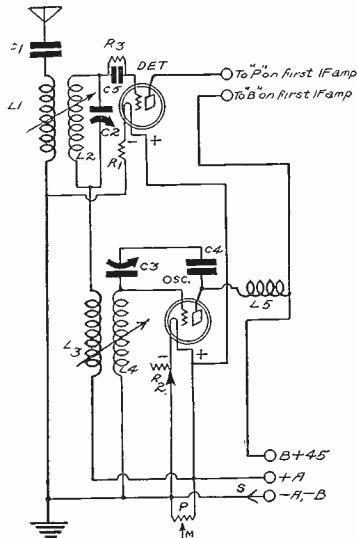 C1
R3
C5
DET
To "P" on first IF amp
To "B" on first IF amp
L1
L2
C2
R1
-
+
C3
C4
OSC.
L3
L4
L5
-
+
R2
B+45
+A
S
-A,-B
P
M